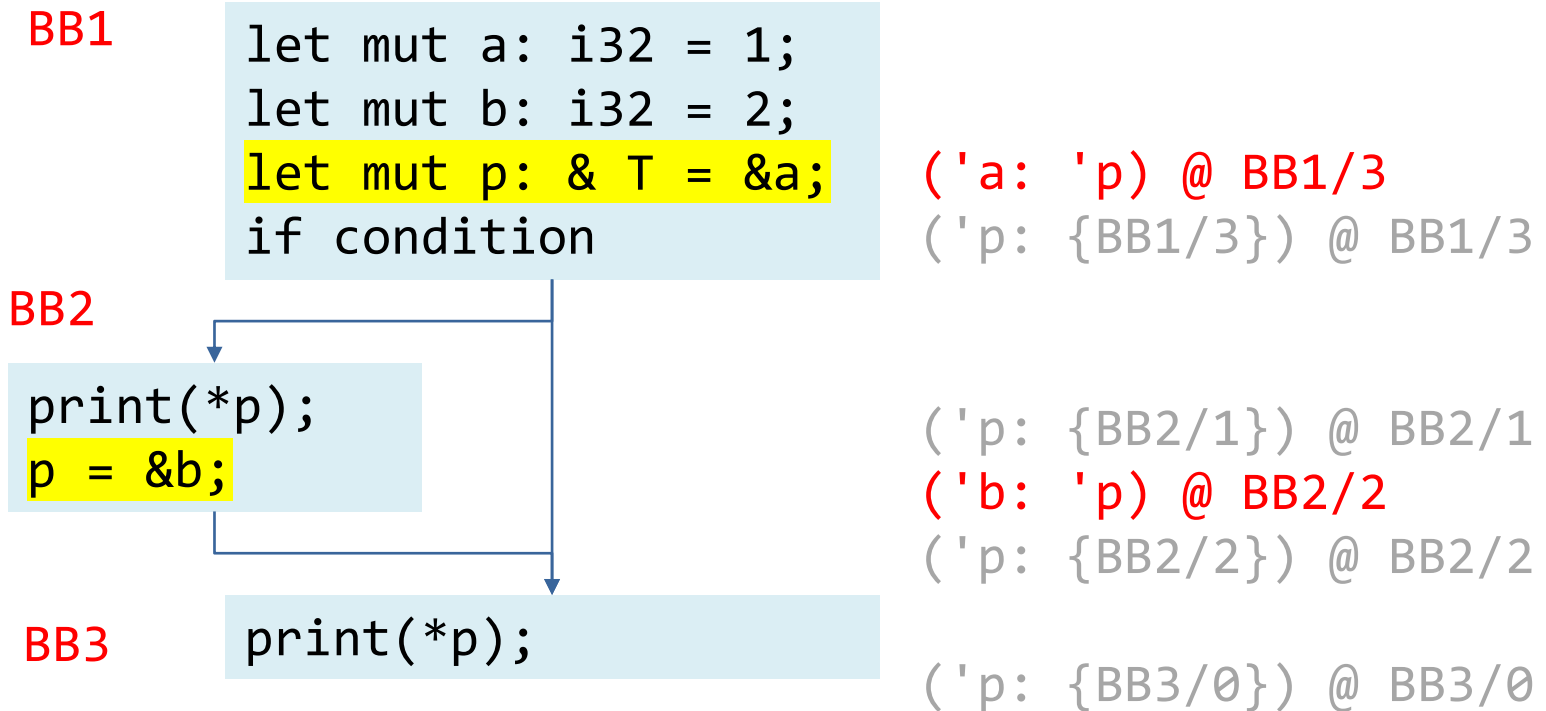 BB1
let mut a: i32 = 1;
let mut b: i32 = 2;
let mut p: & T = &a;
('a: 'p) @ BB1/3
if condition
('p: {BB1/3}) @ BB1/3
BB2
print(*p);
('p: {BB2/1}) @ BB2/1
p = &b;
('b: 'p) @ BB2/2
('p: {BB2/2}) @ BB2/2
BB3
print(*p);
('p: {BB3/0}) @ BB3/0